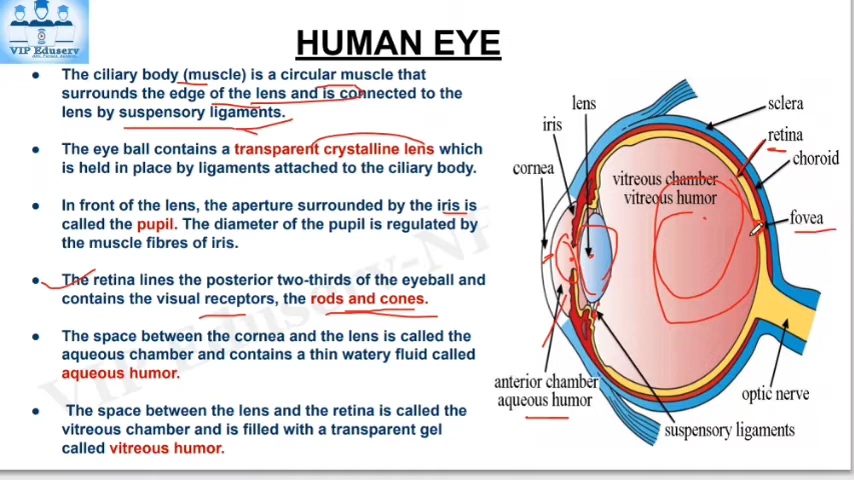 VIP Eduserv
HUMAN EYE
● The ciliary body (muscle) is a circular muscle that
surrounds the edge of the lens and is connected to the
lens by suspensory ligaments.
● The eye ball contains a transparent crystalline lens which
is held in place by ligaments attached to the ciliary body.
● In front of the lens, the aperture surrounded by the iris is
called the pupil. The diameter of the pupil is regulated by
the muscle fibres of iris.
● The retina lines the posterior two-thirds of the eyeball and
contains the visual receptors, the rods and cones.
● The space between the cornea and the lens is called the
aqueous chamber and contains a thin watery fluid called
aqueous humor.
● The space between the lens and the retina is called the
vitreous chamber and is filled with a transparent gel
called vitreous humor.
lens
iris
cornea
sclera
retina
choroid
vitreous chamber
vitreous humor
fovea
anterior chamber
aqueous humor
optic nerve
suspensory ligaments